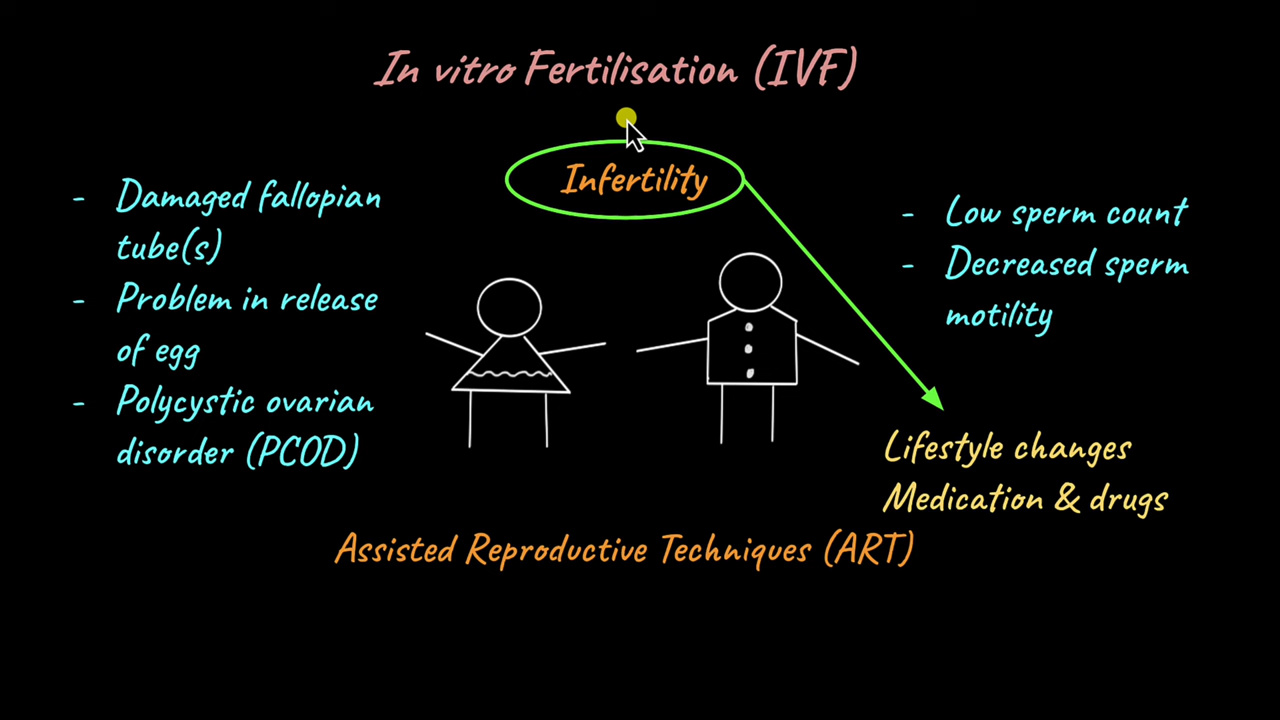 In vitro Fertilisation (IVF)
Infertility
- Damaged fallopian
tube(s)
- Problem in release
of egg
- Polycystic ovarian
disorder (PCOD)
- Low sperm count
- Decreased sperm
motility
Lifestyle changes
Medication & drugs
Assisted Reproductive Techniques (ART)